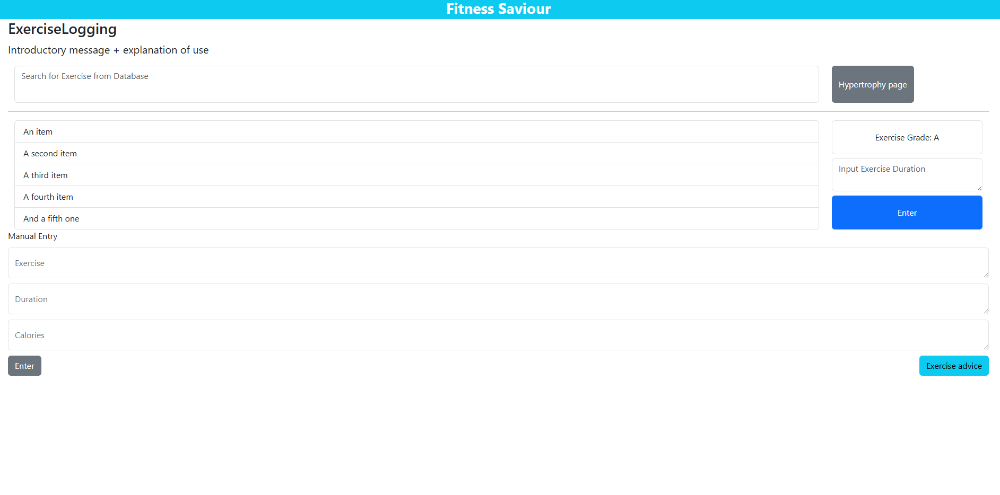 Fitness Saviour
ExerciseLogging
Introductory message + explanation of use
Search for Exercise from Database
Hypertrophy page
An item
A second item
A third item
A fourth item
And a fifth one
Exercise Grade: A
Input Exercise Duration
Enter
Manual Entry
Exercise
Duration
Calories
Enter
Exercise advice